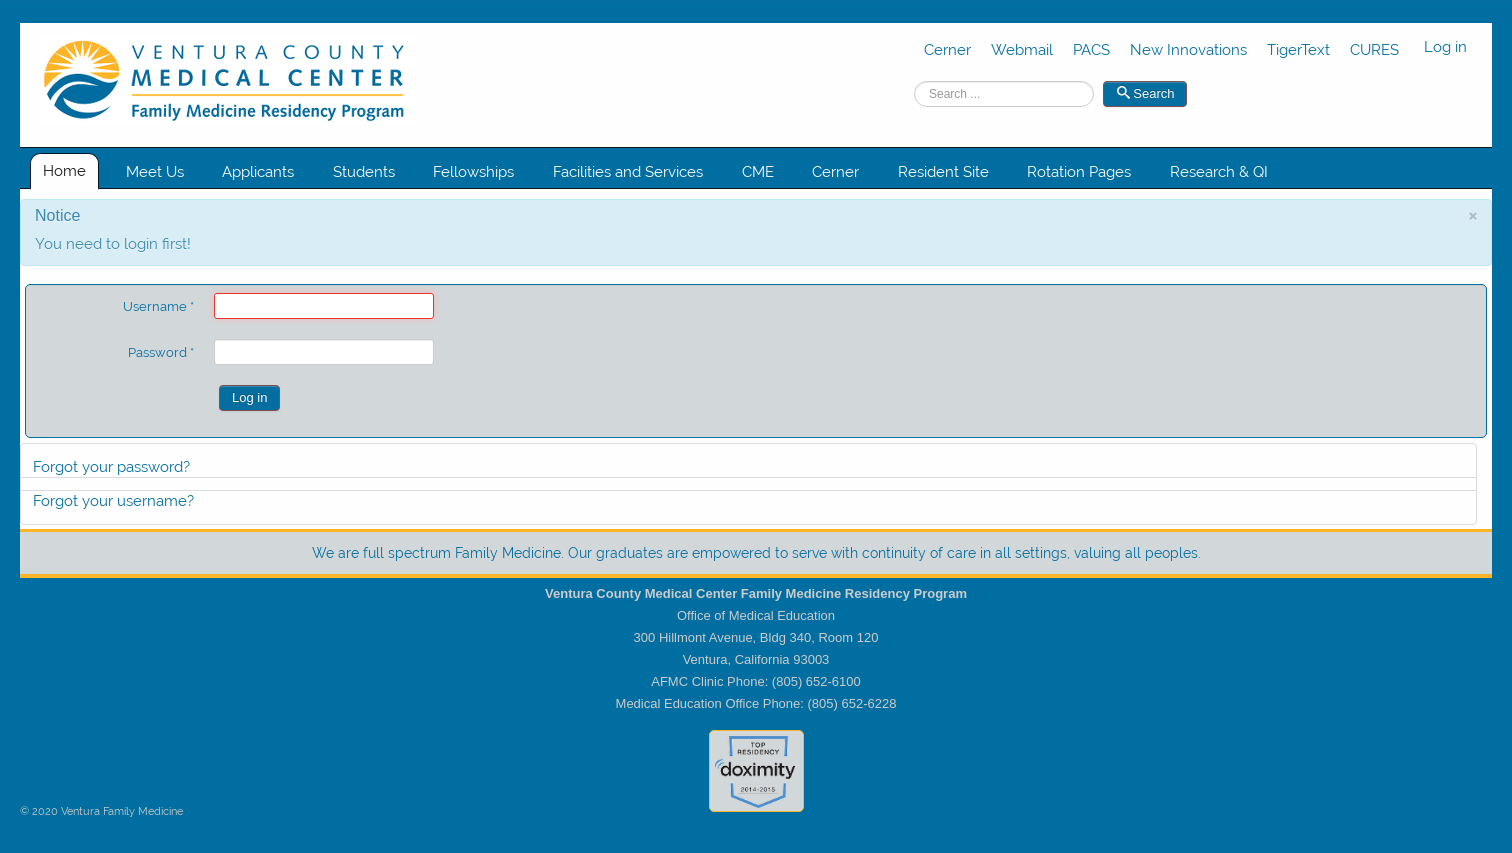 VENTURA COUNTY
MEDICAL CENTER
Family Medicine Residency Program
Cerner Webmail PACS New Innovations TigerText CURES Log in
Search ... Search
Home Meet Us Applicants Students Fellowships Facilities and Services CME Cerner Resident Site Rotation Pages Research & QI
Notice ×
You need to login first!
Username *
Password *
Log in
Forgot your password?
Forgot your username?
We are full spectrum Family Medicine. Our graduates are empowered to serve with continuity of care in all settings, valuing all peoples.
Ventura County Medical Center Family Medicine Residency Program
Office of Medical Education
300 Hillmont Avenue, Bldg 340, Room 120
Ventura, California 93003
AFMC Clinic Phone: (805) 652-6100
Medical Education Office Phone: (805) 652-6228
TOP
RESIDENCY
doximity
2014-2015
© 2020 Ventura Family Medicine